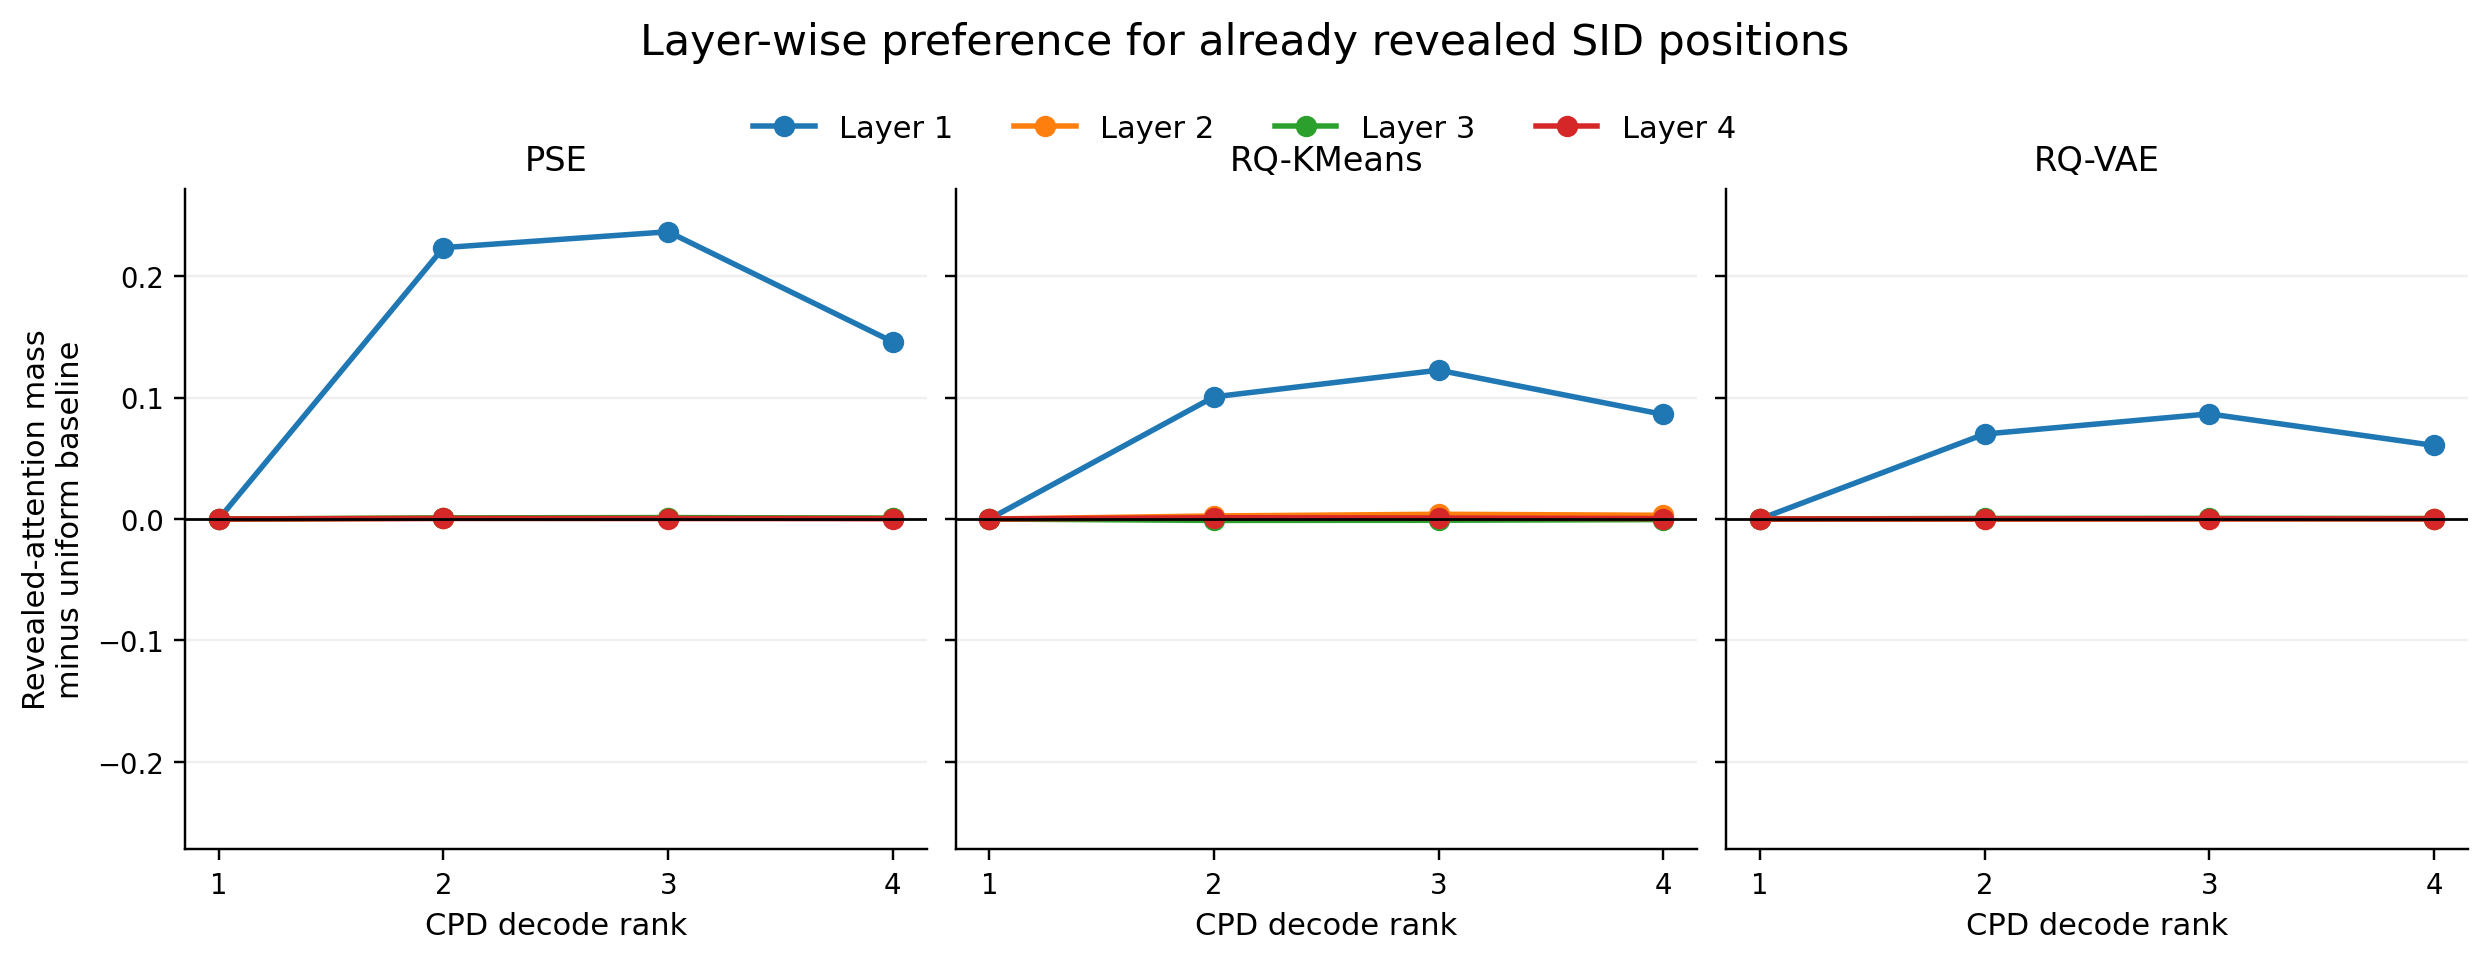 Layer-wise preference for already revealed SID positions
Layer 1
Layer 2
Layer 3
Layer 4
PSE
RQ-KMeans
RQ-VAE
Revealed-attention mass
minus uniform baseline
0.2
0.1
0.0
−0.1
−0.2
1 2 3 4
1 2 3 4
1 2 3 4
CPD decode rank
CPD decode rank
CPD decode rank